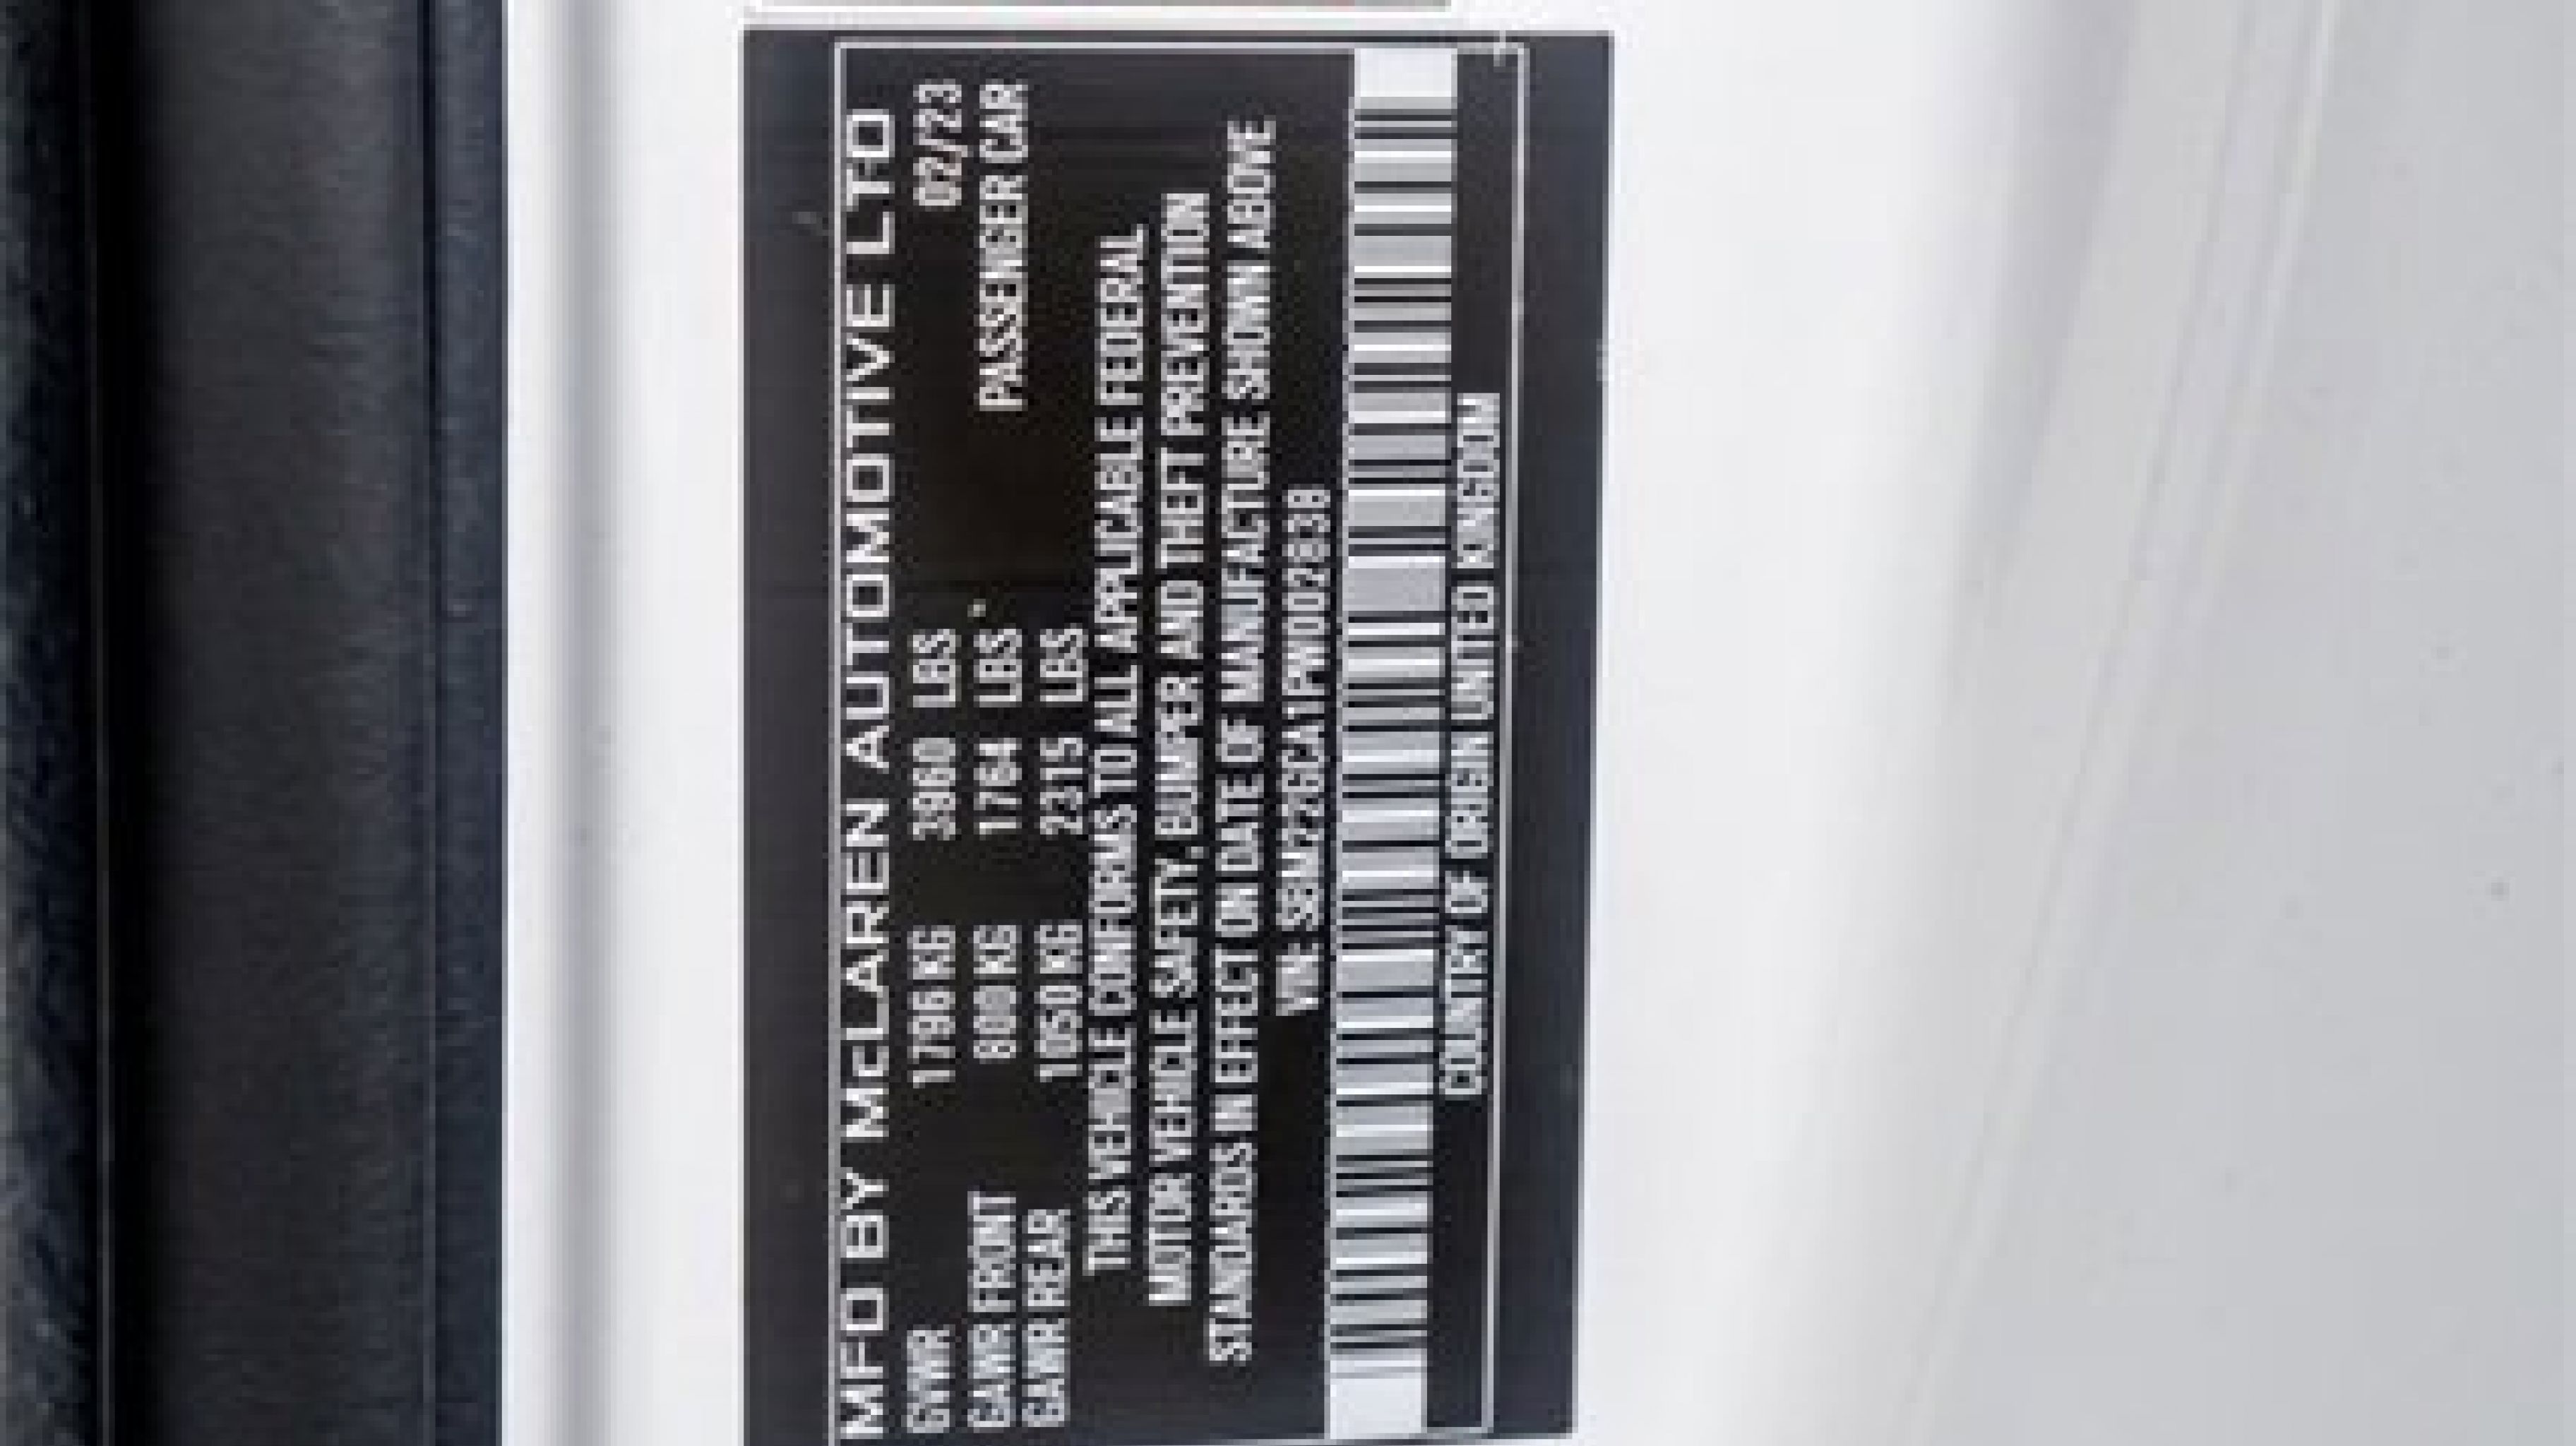 MFD BY McLAREN AUTOMOTIVE LTD
GVWR 1796 KG 3960 LBS 02/23
GAWR FRONT 800 KG 1764 LBS PASSENGER CAR
GAWR REAR 1050 KG 2315 LBS
THIS VEHICLE CONFORMS TO ALL APPLICABLE FEDERAL
MOTOR VEHICLE SAFETY, BUMPER AND THEFT PREVENTION
STANDARDS IN EFFECT ON DATE OF MANUFACTURE SHOWN ABOVE
VIN:
COUNTRY OF ORIGIN UNITED KINGDOM